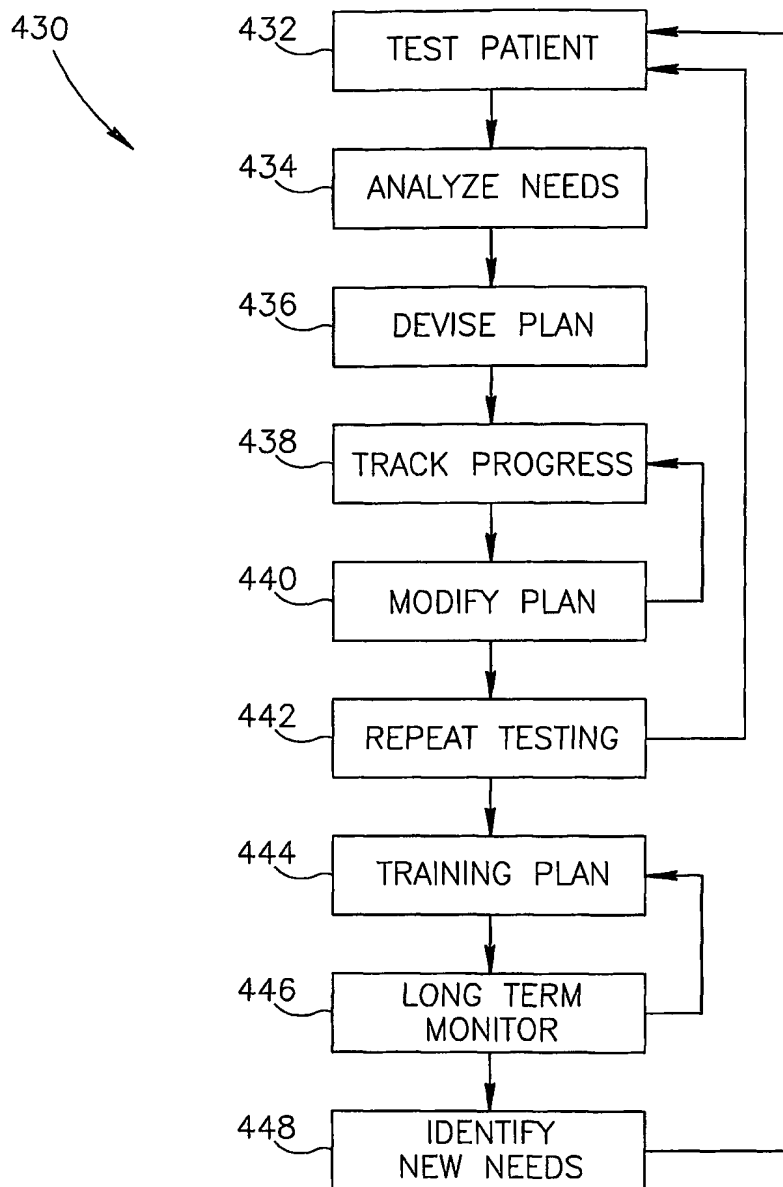 430
432
TEST PATIENT
434
ANALYZE NEEDS
436
DEVISE PLAN
438
TRACK PROGRESS
440
MODIFY PLAN
442
REPEAT TESTING
444
TRAINING PLAN
446
LONG TERM
MONITOR
448
IDENTIFY
NEW NEEDS